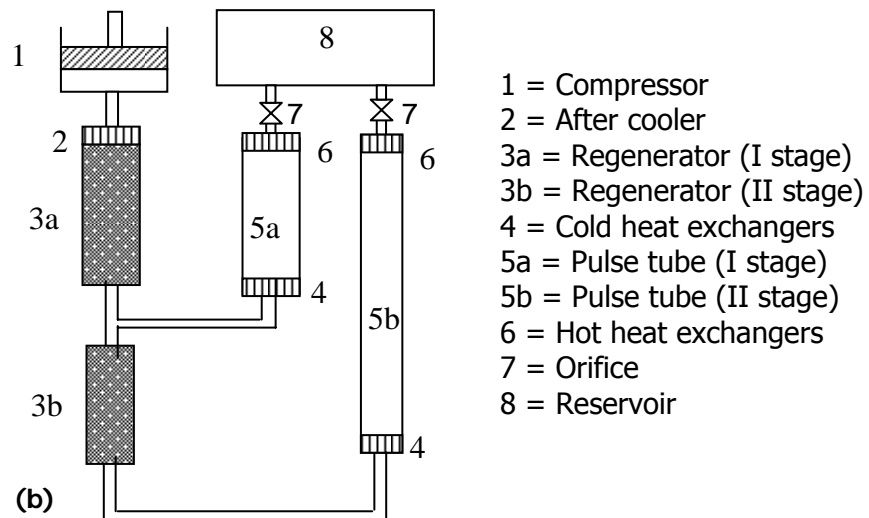 1
8
7
7
2
6
6
3a
5a
4
5b
3b
4
(b)
1 = Compressor
2 = After cooler
3a = Regenerator (I stage)
3b = Regenerator (II stage)
4 = Cold heat exchangers
5a = Pulse tube (I stage)
5b = Pulse tube (II stage)
6 = Hot heat exchangers
7 = Orifice
8 = Reservoir